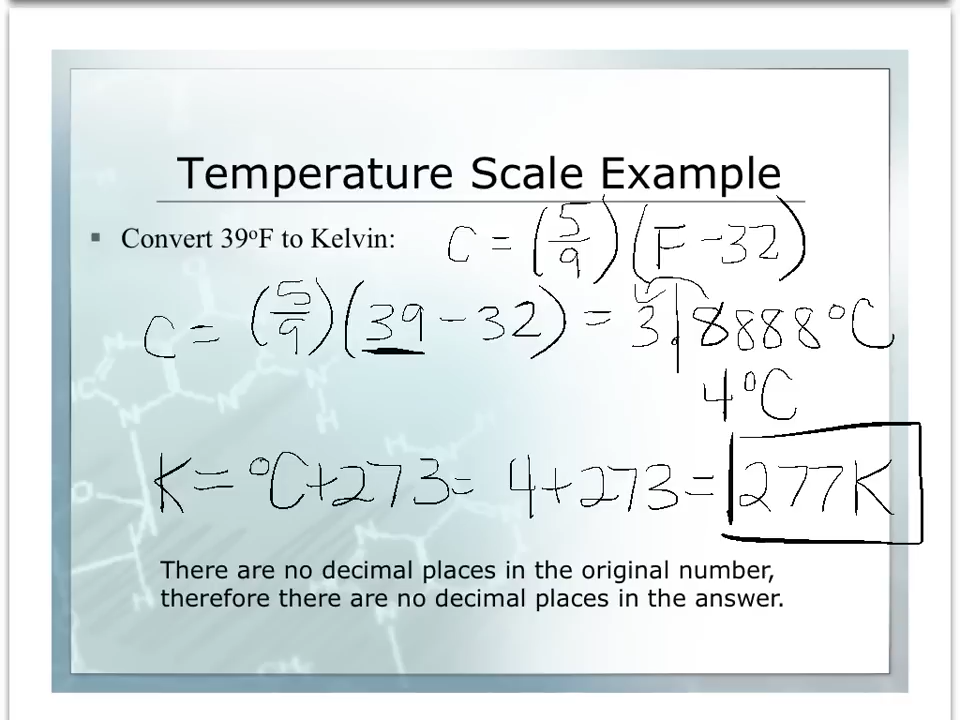 Temperature Scale Example
▪ Convert 39ºF to Kelvin:
C = (5/9)(F - 32)
C = (5/9)(39 - 32) = 3.8888°C
4°C
K = °C + 273 = 4 + 273 = 277K
There are no decimal places in the original number,
therefore there are no decimal places in the answer.